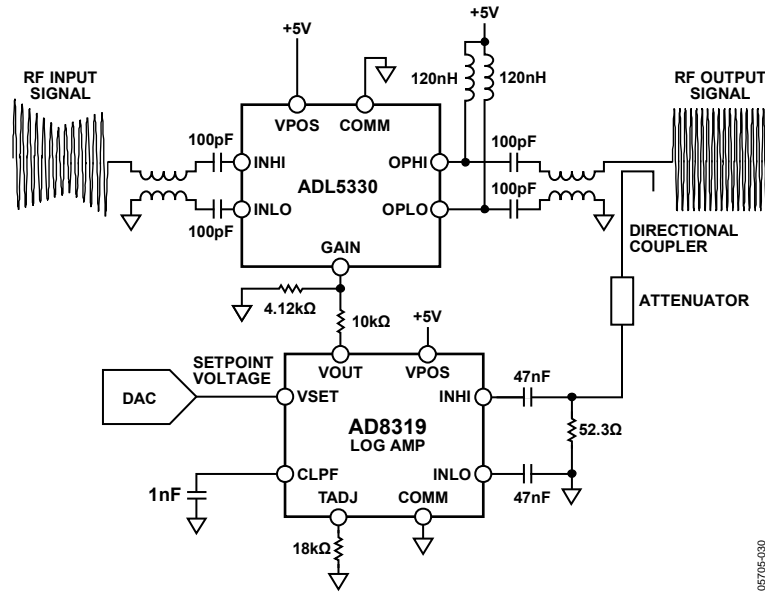 +5V
+5V
RF INPUT
SIGNAL
120nH
120nH
RF OUTPUT
SIGNAL
VPOS
COMM
100pF
100pF
INHI
OPHI
ADL5330
100pF
INLO
OPLO
100pF
GAIN
DIRECTIONAL
COUPLER
4.12kΩ
10kΩ
+5V
ATTENUATOR
SETPOINT
VOLTAGE
VOUT
VPOS
47nF
DAC
VSET
INHI
AD8319
LOG AMP
52.3Ω
CLPF
INLO
1nF
TADJ
COMM
47nF
18kΩ
05705-030